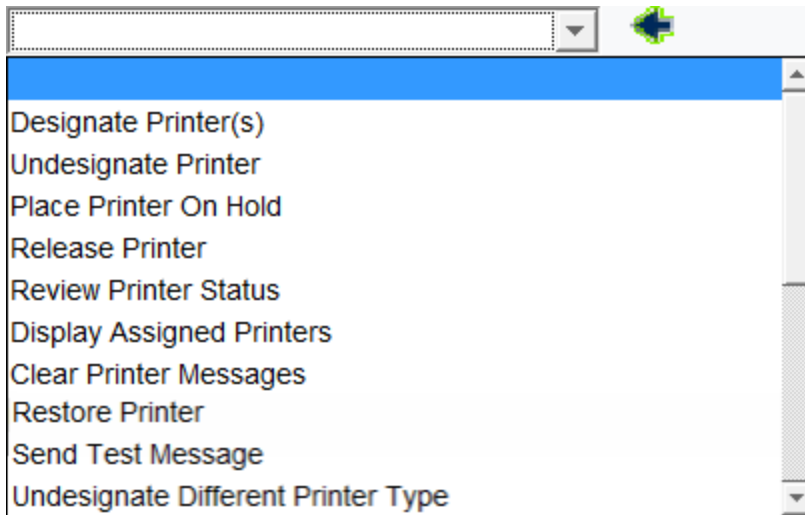 Designate Printer(s)
Undesignate Printer
Place Printer On Hold
Release Printer
Review Printer Status
Display Assigned Printers
Clear Printer Messages
Restore Printer
Send Test Message
Undesignate Different Printer Type